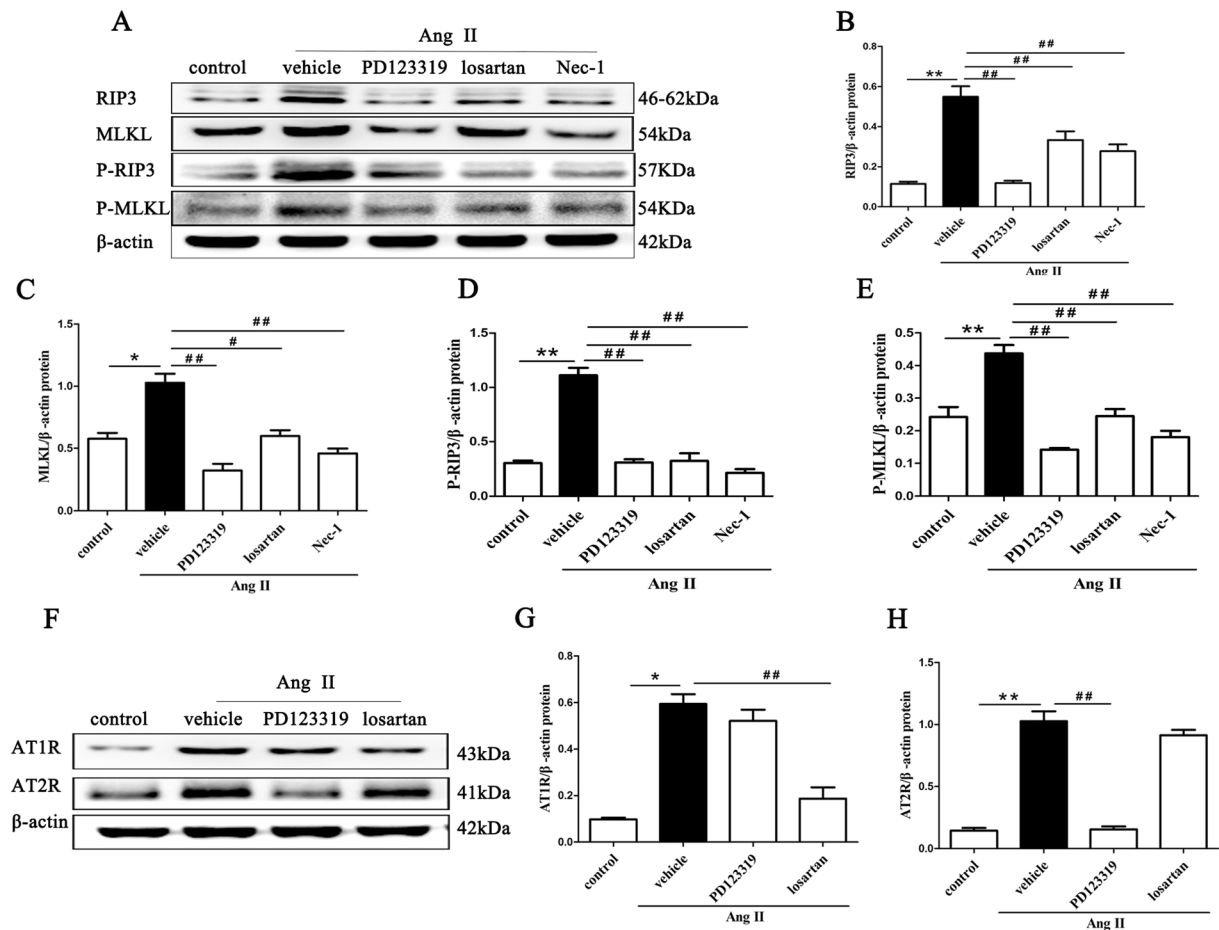 A
Ang II
control vehicle PD123319 losartan Nec-1
RIP3 46-62kDa
MLKL 54kDa
P-RIP3 57KDa
P-MLKL 54KDa
β-actin 42kDa
B
RIP3/β-actin protein
0.8
0.6
0.4
0.2
0.0
** ## ## ##
control vehicle PD123319 losartan Nec-1
Ang II
C
MLKL/β-actin protein
1.5
1.0
0.5
0.0
* ## # ##
control vehicle PD123319 losartan Nec-1
Ang II
D
P-RIP3/β-actin protein
1.5
1.0
0.5
0.0
** ## ## ##
control vehicle PD123319 losartan Nec-1
Ang II
E
P-MLKL/β-actin protein
0.5
0.4
0.3
0.2
0.1
0.0
** ## ## ##
control vehicle PD123319 losartan Nec-1
Ang II
F
Ang II
control vehicle PD123319 losartan
AT1R 43kDa
AT2R 41kDa
β-actin 42kDa
G
AT1R/β-actin protein
0.8
0.6
0.4
0.2
0.0
* ##
control vehicle PD123319 losartan
Ang II
H
AT2R/β-actin protein
1.5
1.0
0.5
0.0
** ##
control vehicle PD123319 losartan
Ang II